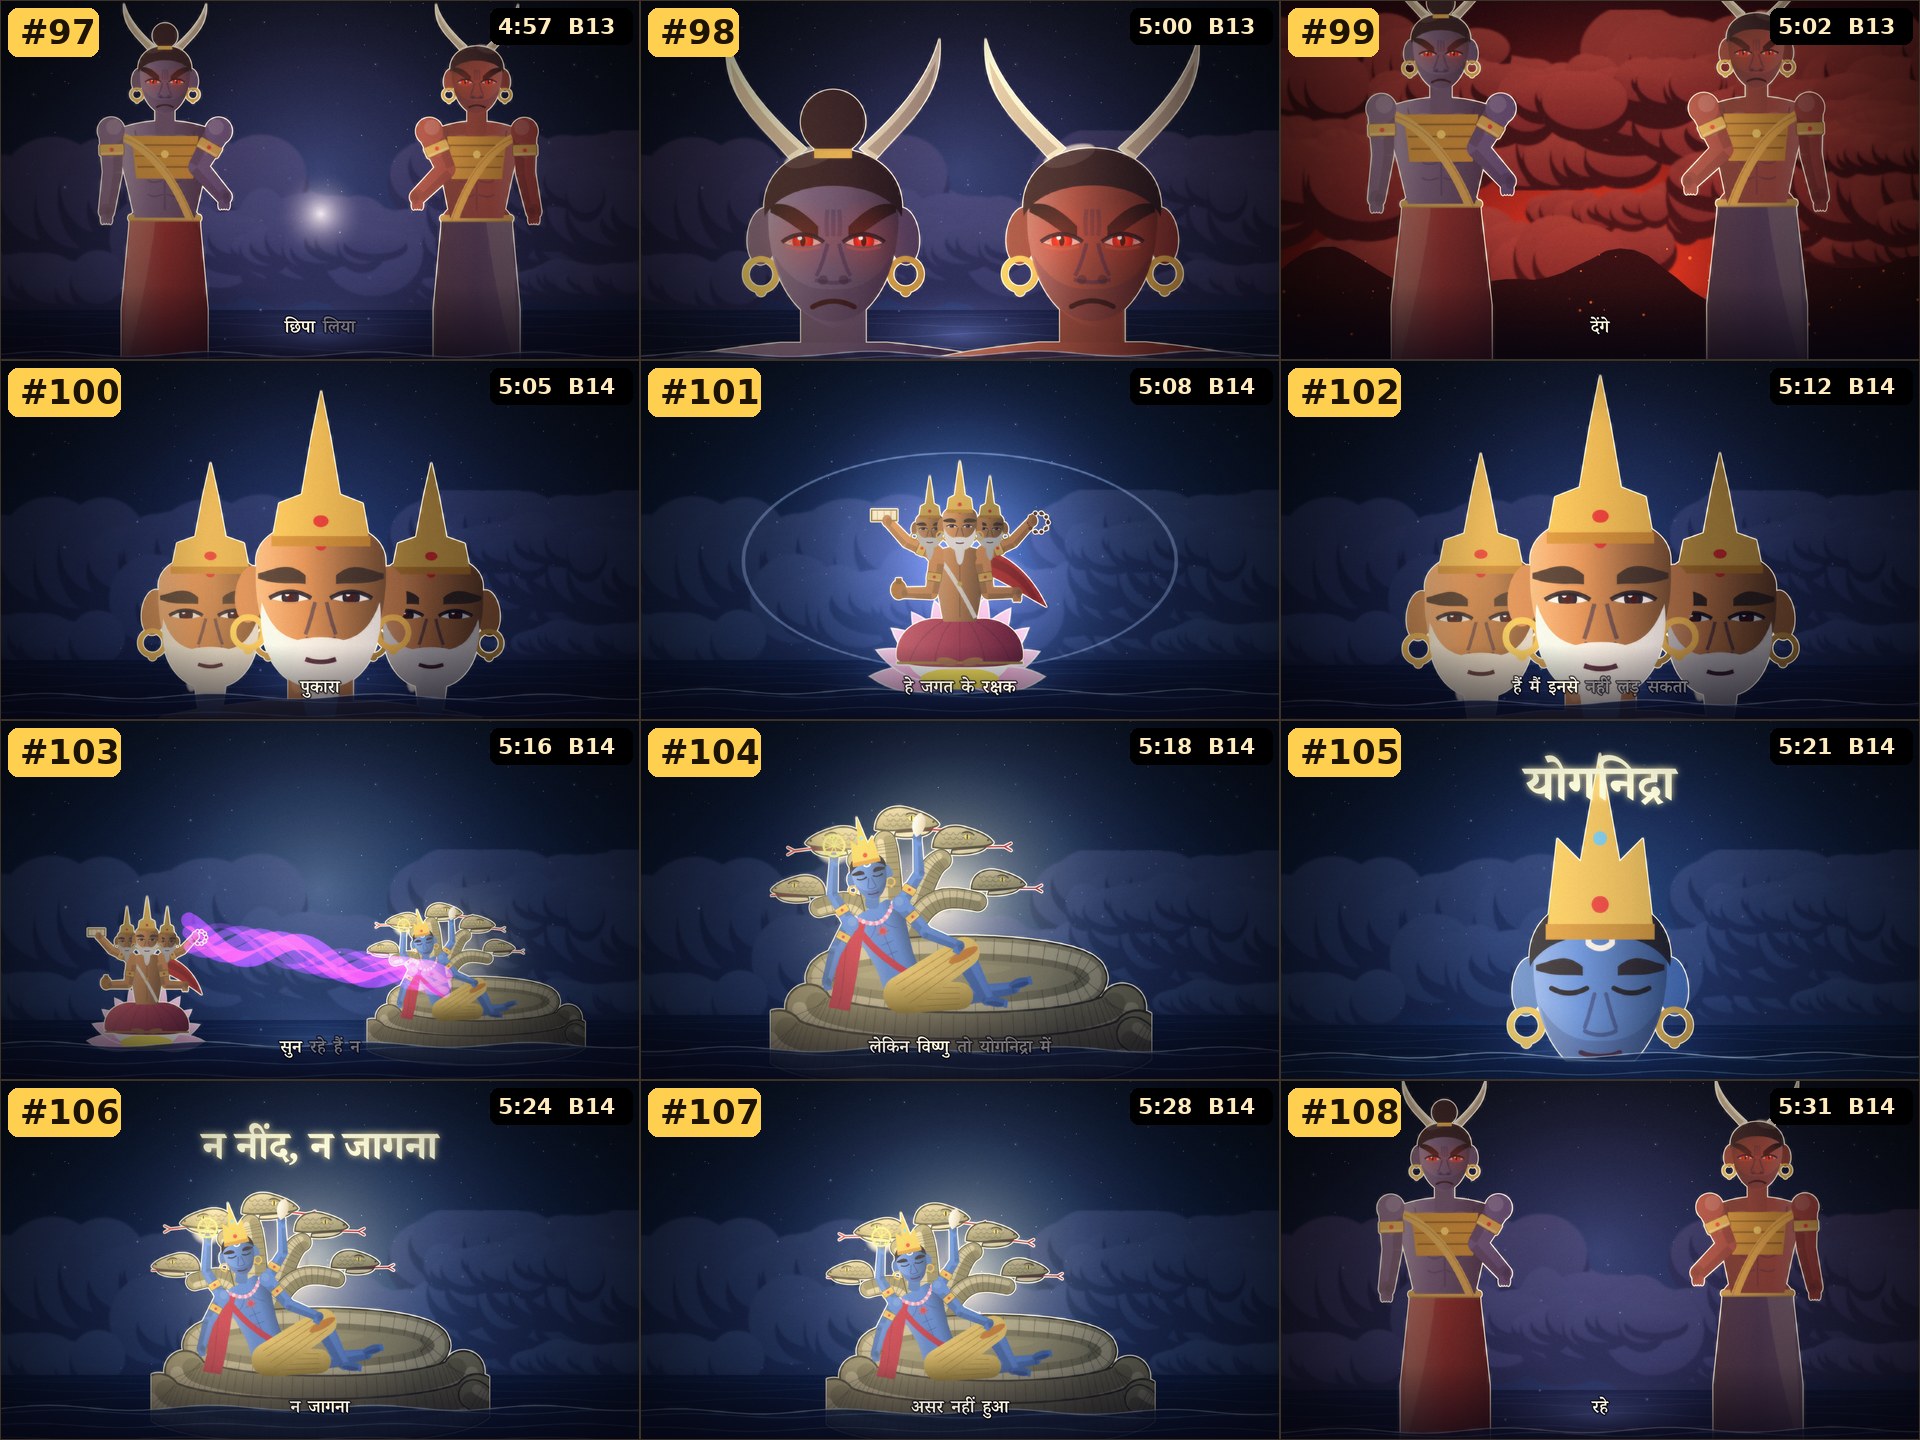 #97
4:57 B13
छिपा लिया
#98
5:00 B13
#99
5:02 B13
देंगे
#100
5:05 B14
पुकारा
#101
5:08 B14
हे जगत के रक्षक
#102
5:12 B14
हैं मैं इनसे नहीं लड़ सकता
#103
5:16 B14
सुन रहे हैं न
#104
5:18 B14
लेकिन विष्णु तो योगनिद्रा में
#105
5:21 B14
योगनिद्रा
#106
5:24 B14
न नींद, न जागना
न जागना
#107
5:28 B14
असर नहीं हुआ
#108
5:31 B14
रहे